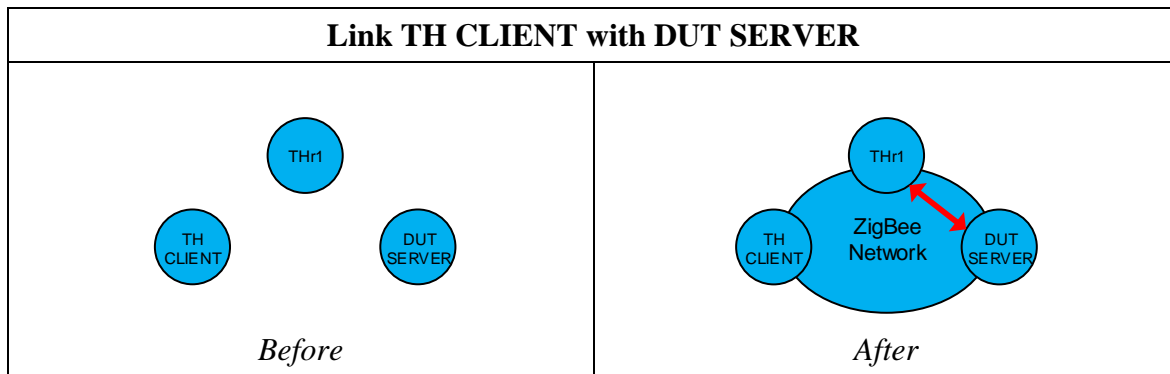 Link TH CLIENT with DUT SERVER
THr1
TH
CLIENT
DUT
SERVER
Before
THr1
ZigBee
Network
TH
CLIENT
DUT
SERVER
After